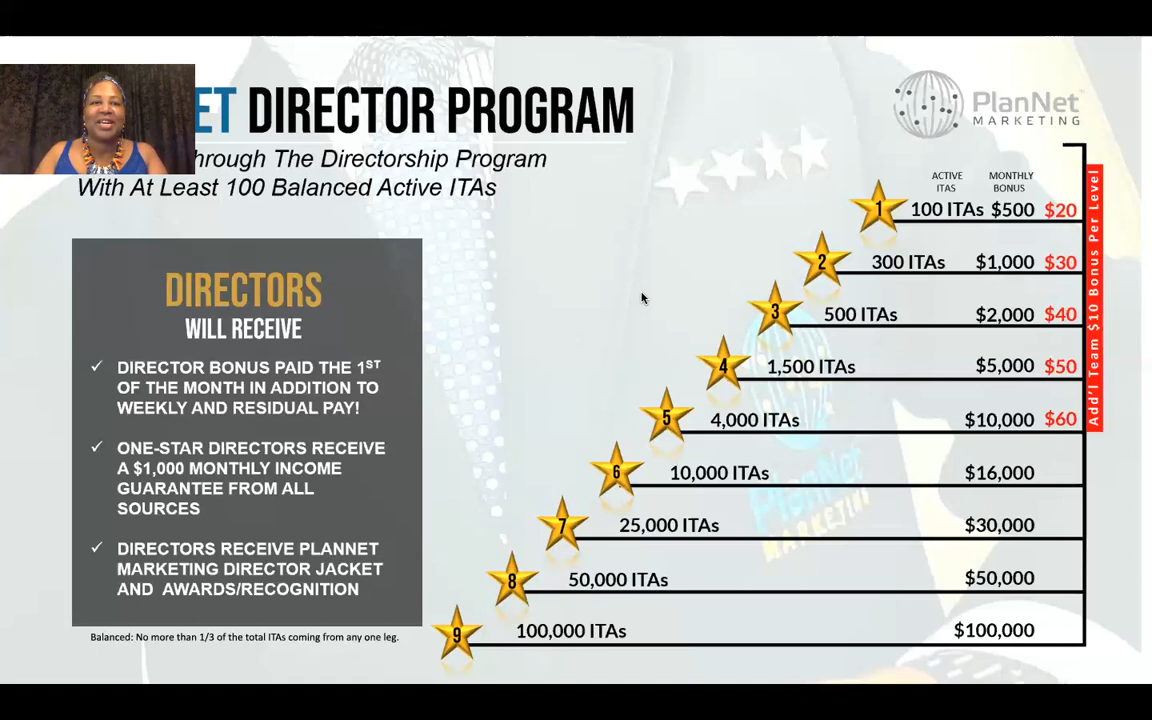 ET DIRECTOR PROGRAM
PlanNet
MARKETING
hrough The Directorship Program
With At Least 100 Balanced Active ITAs
ACTIVE ITAS
MONTHLY BONUS
1 100 ITAs $500 $20
2 300 ITAs $1,000 $30
3 500 ITAs $2,000 $40
4 1,500 ITAs $5,000 $50
5 4,000 ITAs $10,000 $60
6 10,000 ITAs $16,000
7 25,000 ITAs $30,000
8 50,000 ITAs $50,000
9 100,000 ITAs $100,000
Add'l Team $10 Bonus Per Level
DIRECTORS
WILL RECEIVE
✓ DIRECTOR BONUS PAID THE 1ST
OF THE MONTH IN ADDITION TO
WEEKLY AND RESIDUAL PAY!
✓ ONE-STAR DIRECTORS RECEIVE
A $1,000 MONTHLY INCOME
GUARANTEE FROM ALL
SOURCES
✓ DIRECTORS RECEIVE PLANNET
MARKETING DIRECTOR JACKET
AND AWARDS/RECOGNITION
Balanced: No more than 1/3 of the total ITAs coming from any one leg.
PlanNet
MARKETING